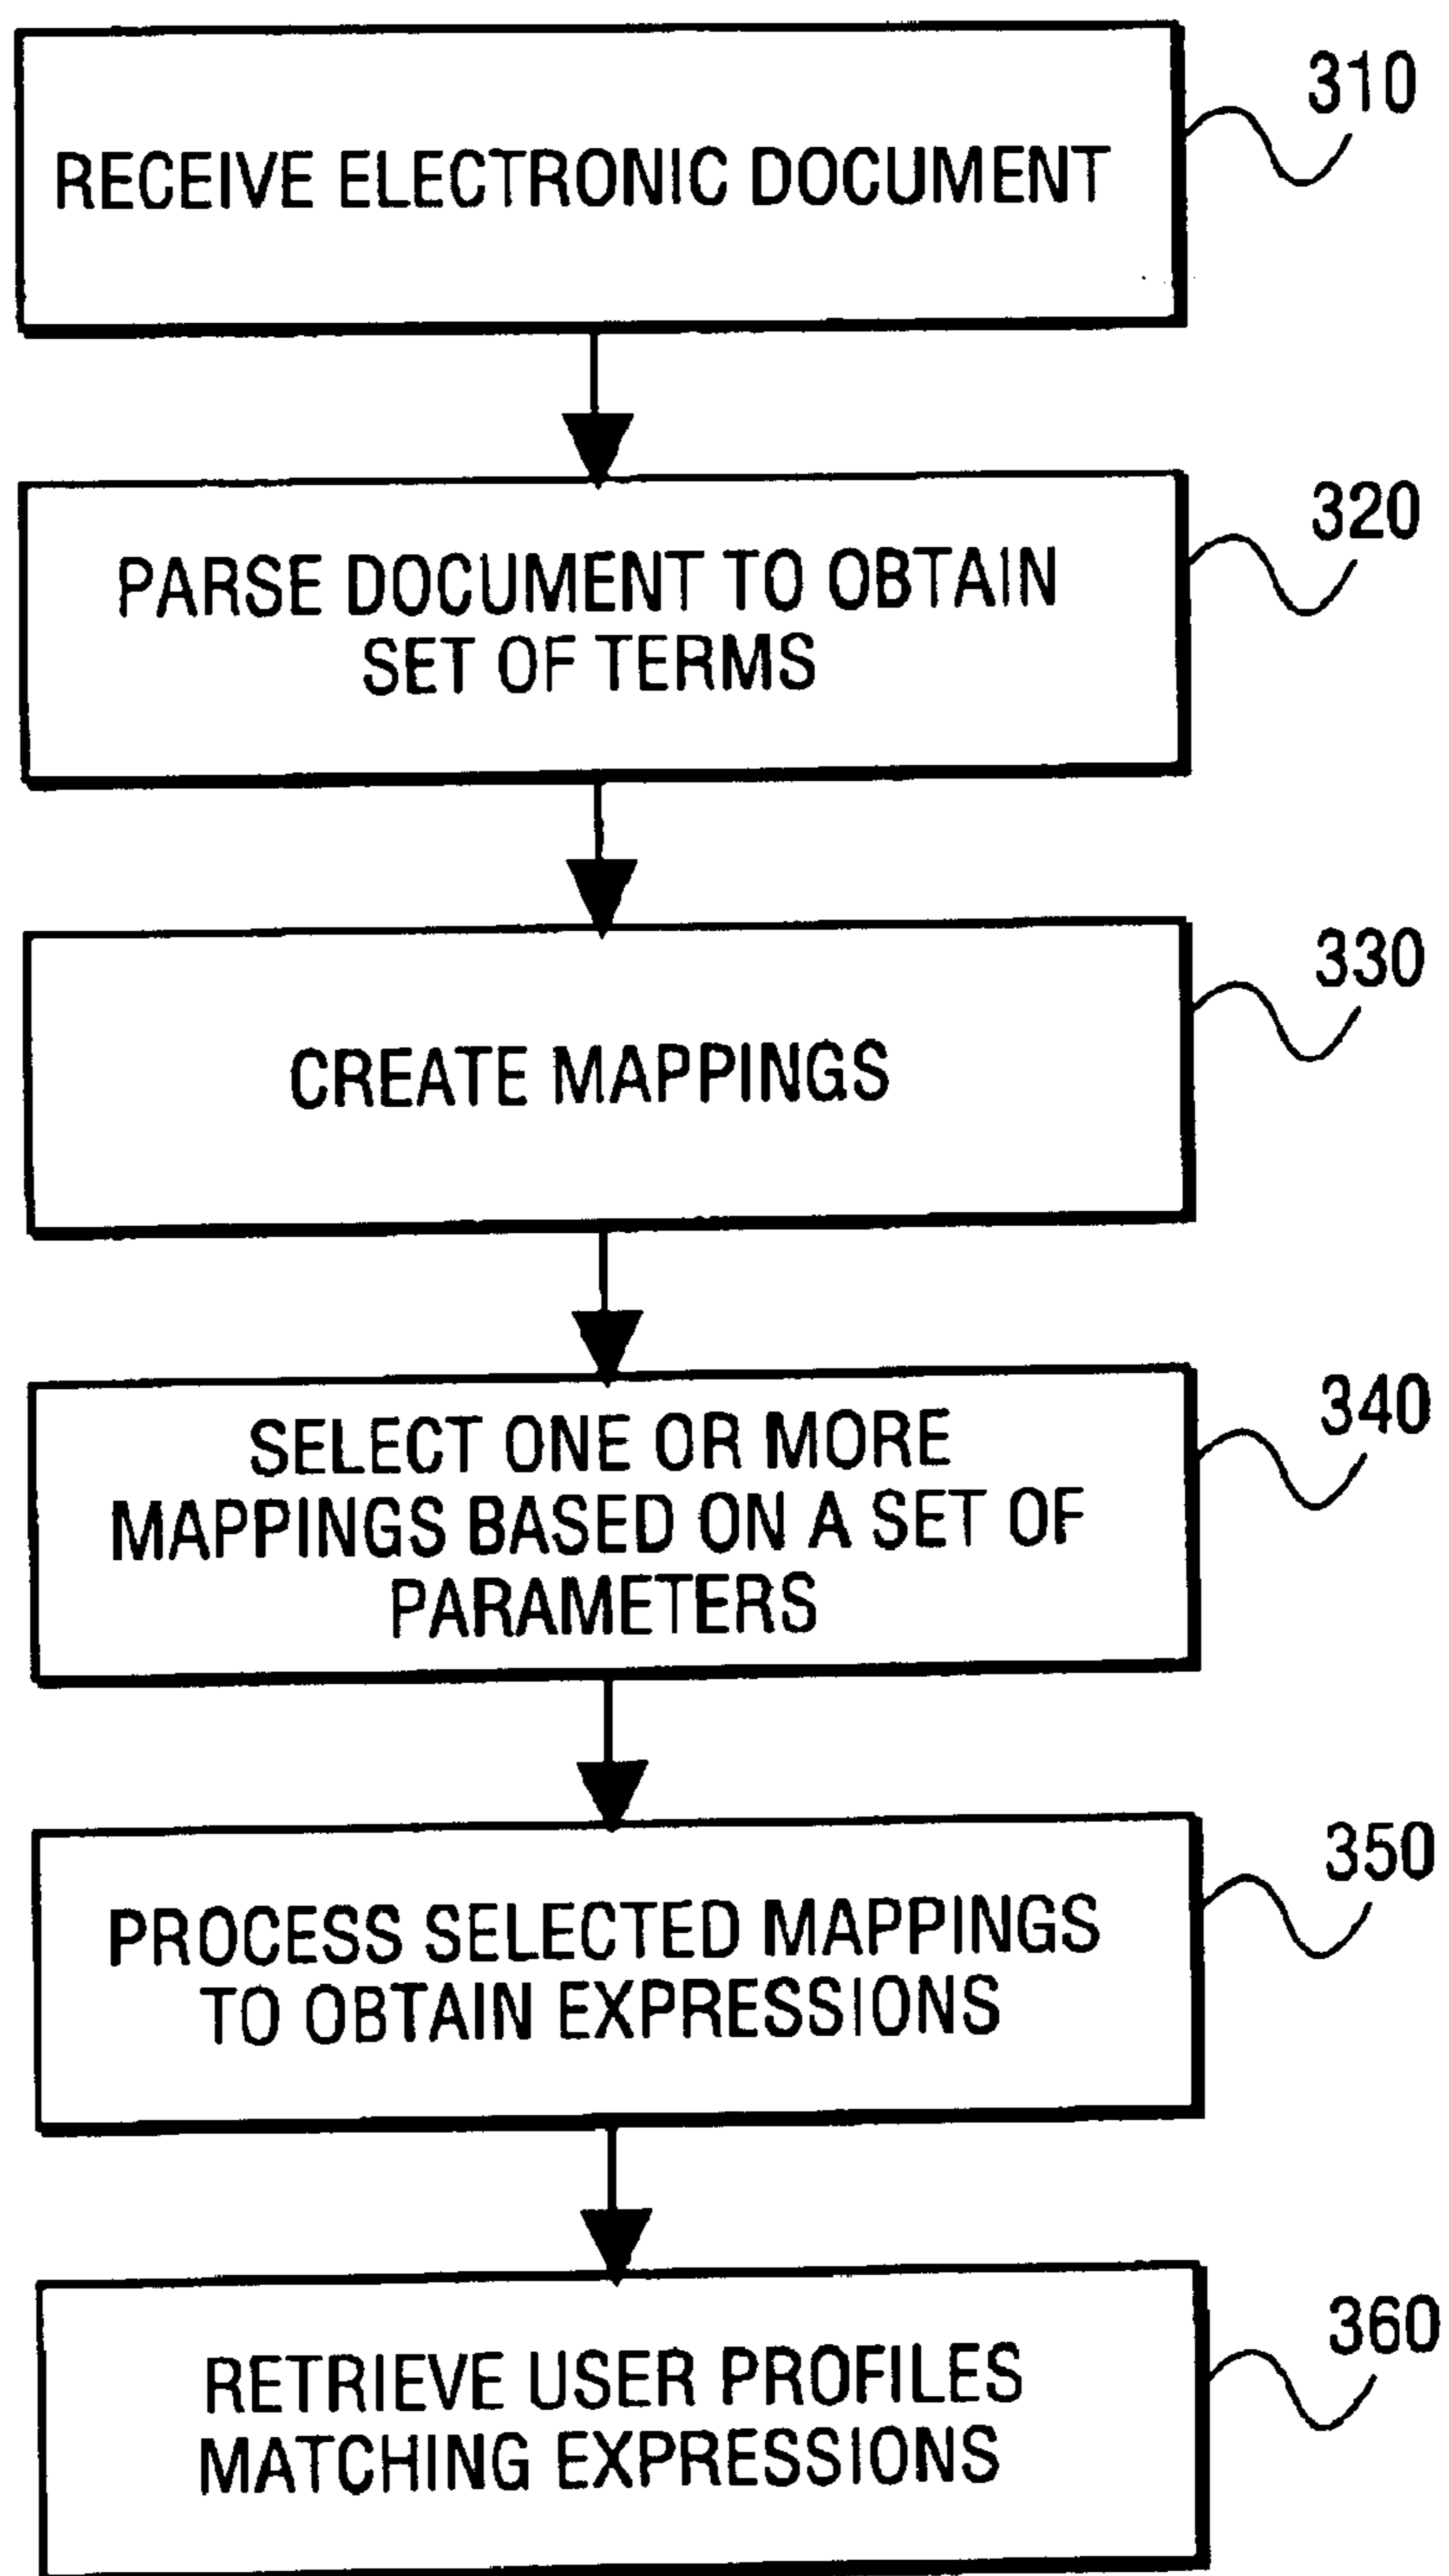 RECEIVE ELECTRONIC DOCUMENT
310
PARSE DOCUMENT TO OBTAIN
SET OF TERMS
320
CREATE MAPPINGS
330
SELECT ONE OR MORE
MAPPINGS BASED ON A SET OF
PARAMETERS
340
PROCESS SELECTED MAPPINGS
TO OBTAIN EXPRESSIONS
350
RETRIEVE USER PROFILES
MATCHING EXPRESSIONS
360